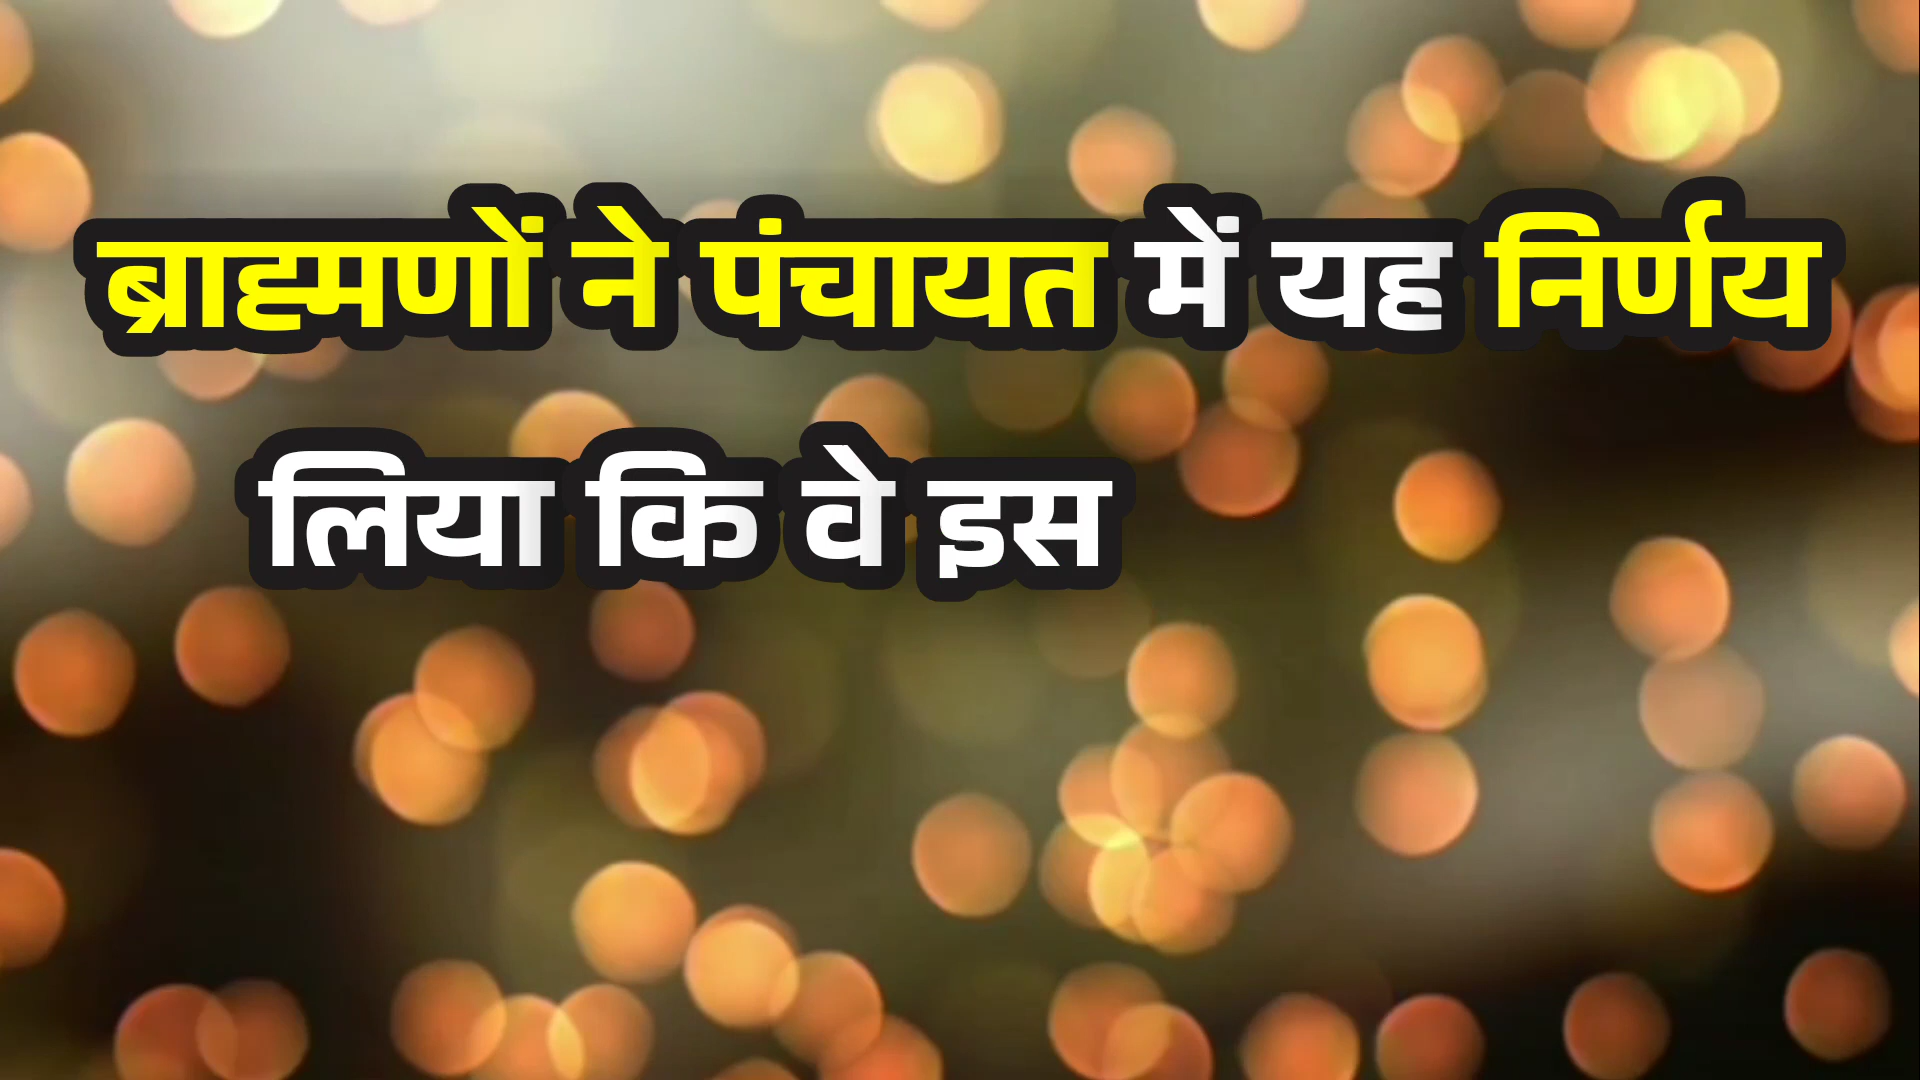 ब्राह्मणों ने पंचायत में यह निर्णय
लिया कि वे इस